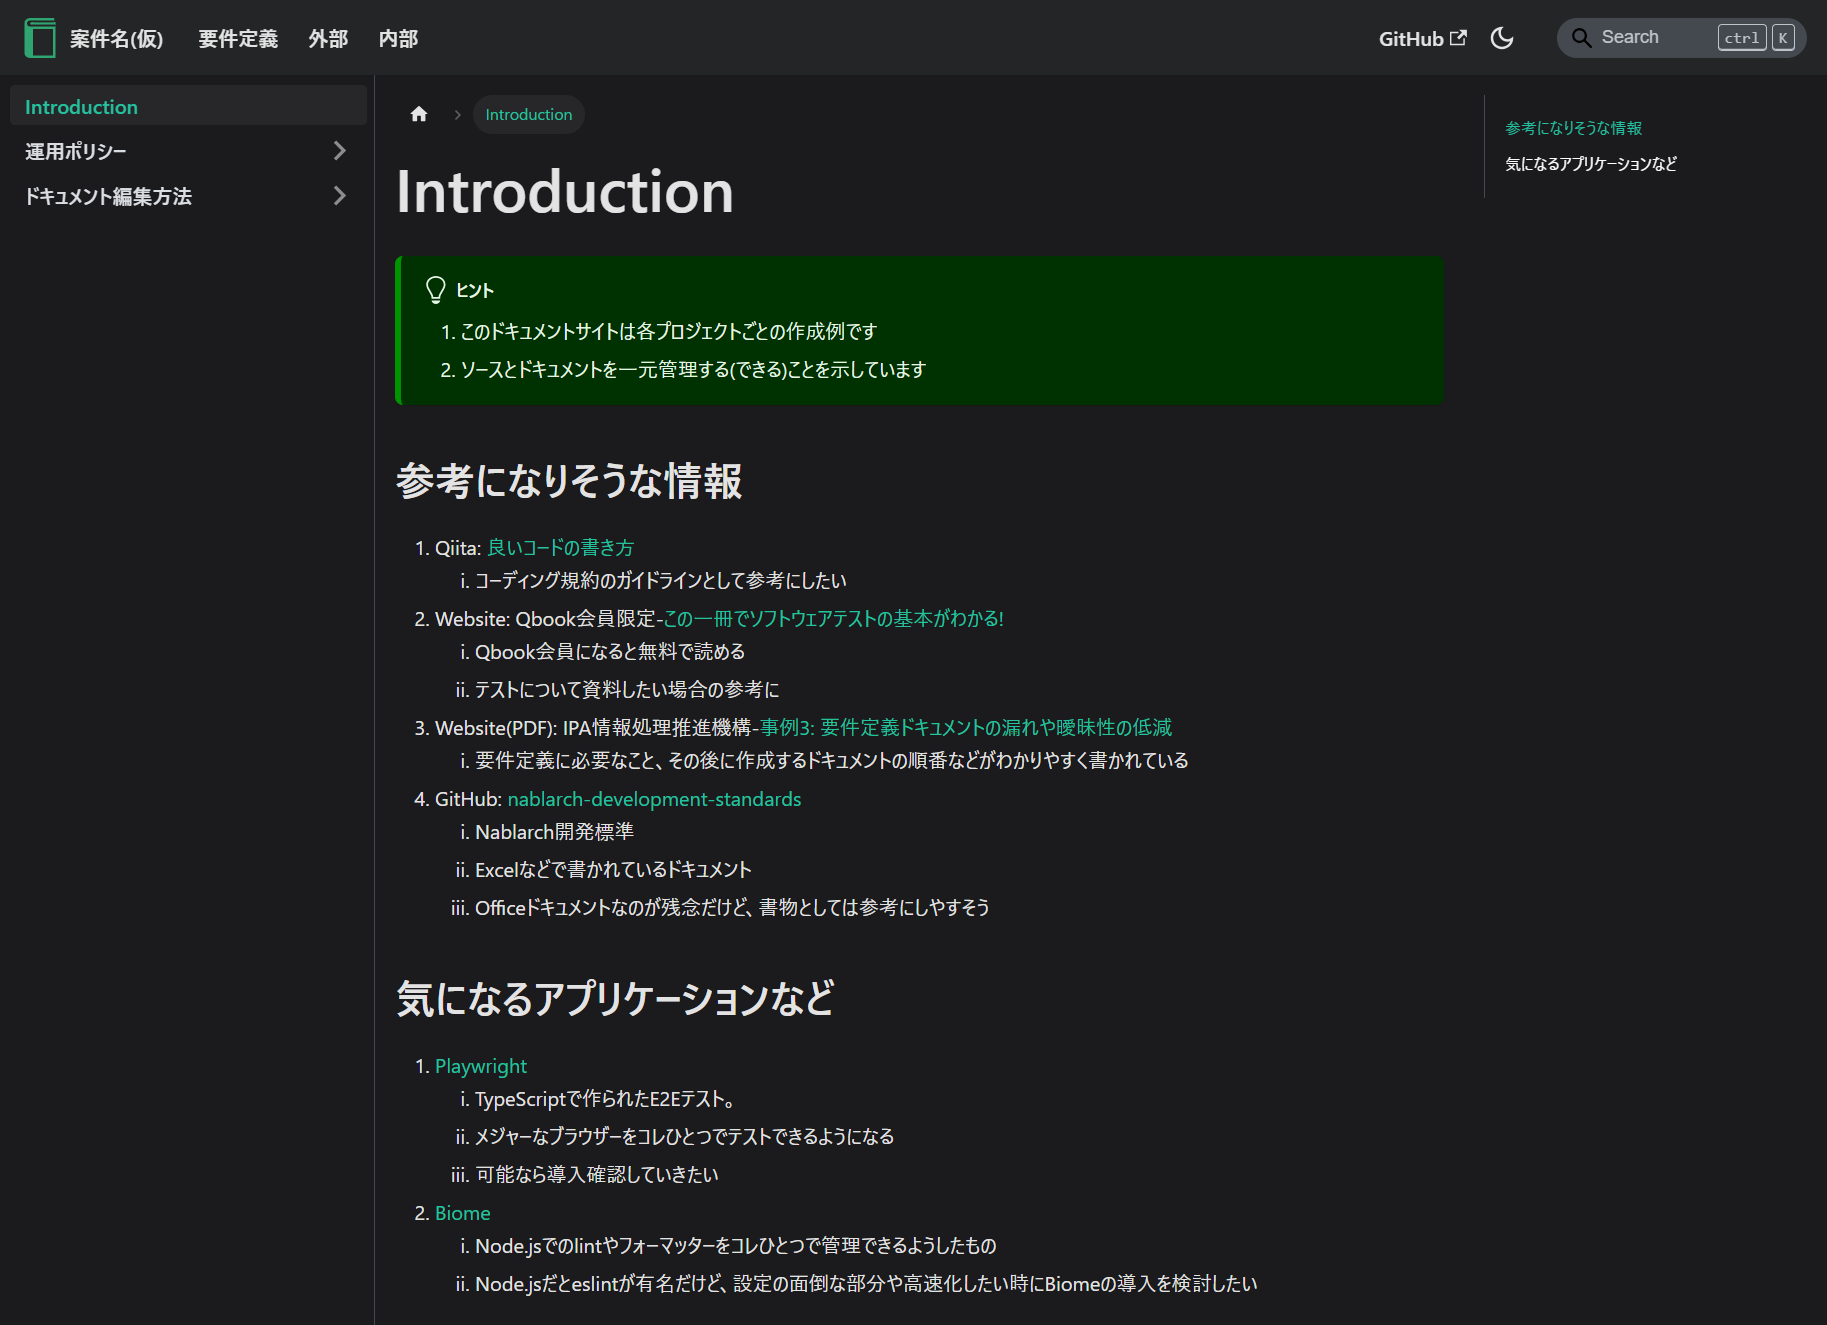 案件名(仮) 要件定義 外部 内部 GitHub Search ctrl K
Introduction
運用ポリシー
ドキュメント編集方法
Introduction
Introduction
ヒント
1. このドキュメントサイトは各プロジェクトごとの作成例です
2. ソースとドキュメントを一元管理する(できる)ことを示しています
参考になりそうな情報
1. Qiita: 良いコードの書き方
i. コーディング規約のガイドラインとして参考にしたい
2. Website: Qbook会員限定-この一冊でソフトウェアテストの基本がわかる!
i. Qbook会員になると無料で読める
ii. テストについて資料したい場合の参考に
3. Website(PDF): IPA情報処理推進機構-事例3: 要件定義ドキュメントの漏れや曖昧性の低減
i. 要件定義に必要なこと、その後に作成するドキュメントの順番などがわかりやすく書かれている
4. GitHub: nablarch-development-standards
i. Nablarch開発標準
ii. Excelなどで書かれているドキュメント
iii. Officeドキュメントなのが残念だけど、書物としては参考にしやすそう
気になるアプリケーションなど
1. Playwright
i. TypeScriptで作られたE2Eテスト。
ii. メジャーなブラウザーをコレひとつでテストできるようになる
iii. 可能なら導入確認していきたい
2. Biome
i. Node.jsでのlintやフォーマッターをコレひとつで管理できるようしたもの
ii. Node.jsだとeslintが有名だけど、設定の面倒な部分や高速化したい時にBiomeの導入を検討したい
参考になりそうな情報
気になるアプリケーションなど